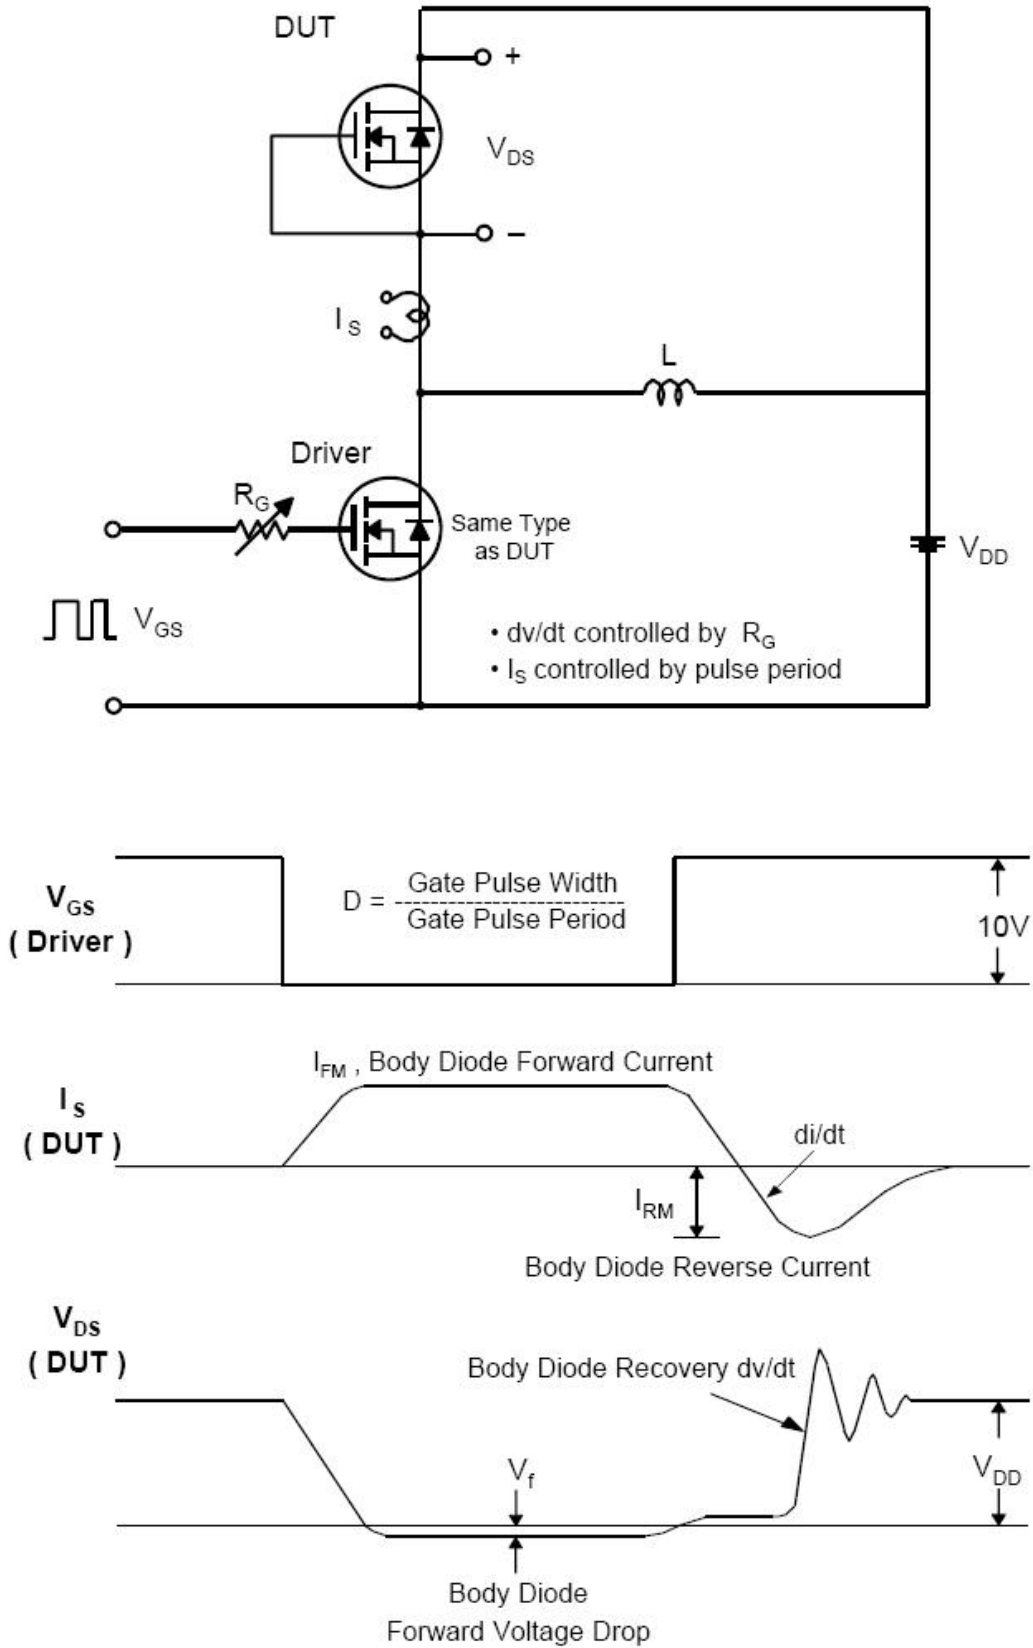 DUT
+
V_DS
−
I_S
L
Driver
R_G
Same Type
as DUT
V_DD
V_GS
• dv/dt controlled by R_G
• I_S controlled by pulse period
V_GS
( Driver )
D = Gate Pulse Width
Gate Pulse Period
10V
I_FM , Body Diode Forward Current
I_S
( DUT )
di/dt
I_RM
Body Diode Reverse Current
V_DS
( DUT )
Body Diode Recovery dv/dt
V_f
V_DD
Body Diode
Forward Voltage Drop